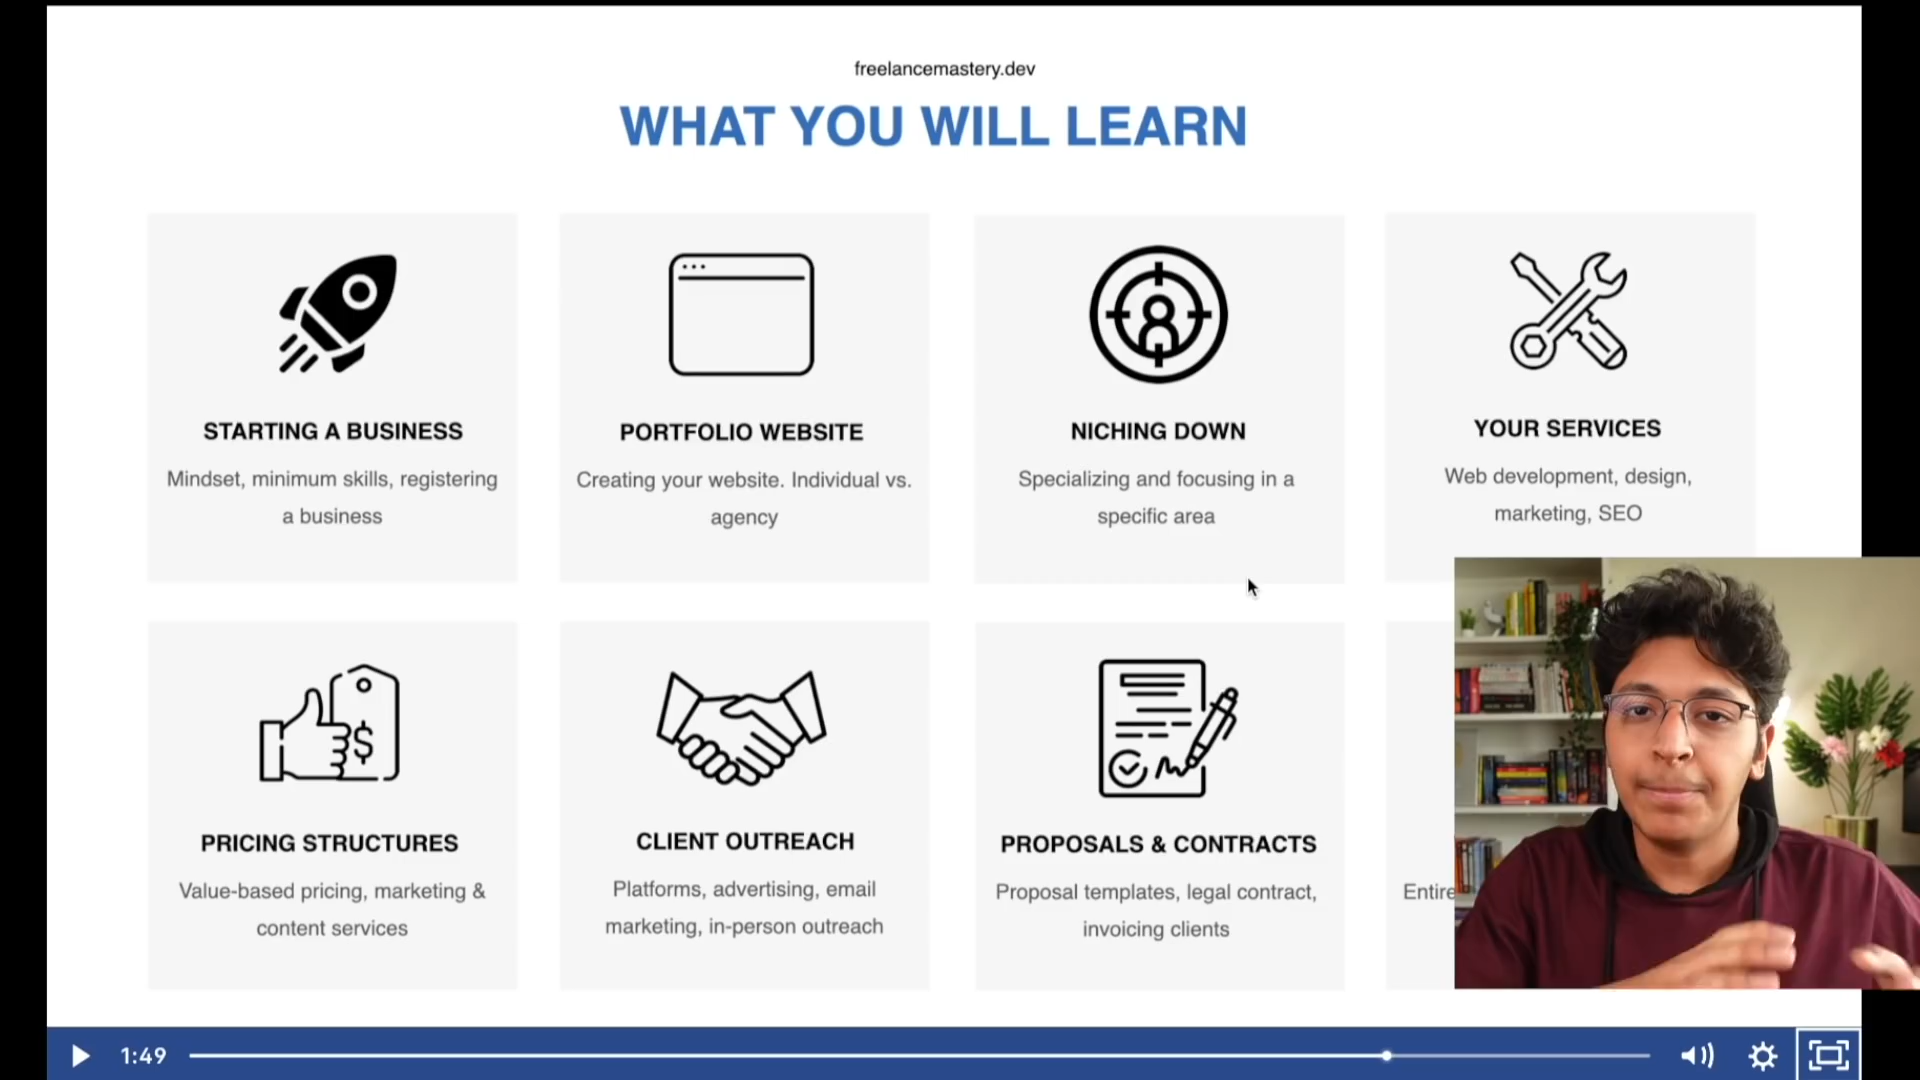 freelancemastery.dev
WHAT YOU WILL LEARN
STARTING A BUSINESS
Mindset, minimum skills, registering
a business
PORTFOLIO WEBSITE
Creating your website. Individual vs.
agency
NICHING DOWN
Specializing and focusing in a
specific area
YOUR SERVICES
Web development, design,
marketing, SEO
PRICING STRUCTURES
Value-based pricing, marketing &
content services
$
CLIENT OUTREACH
Platforms, advertising, email
marketing, in-person outreach
PROPOSALS & CONTRACTS
Proposal templates, legal contract,
invoicing clients
Entire
1:49